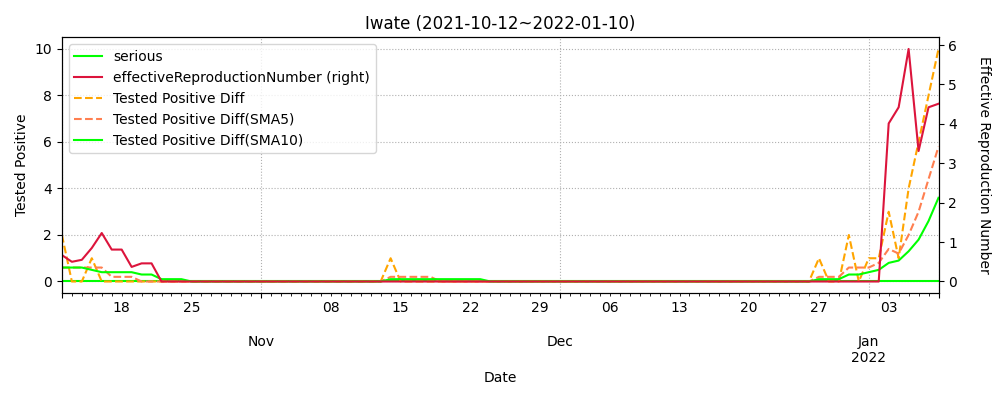 Iwate (2021-10-12~2022-01-10)
serious
effectiveReproductionNumber (right)
Tested Positive Diff
Tested Positive Diff(SMA5)
Tested Positive Diff(SMA10)
Tested Positive
10
8
6
4
2
0
6
5
4
3
2
1
0
Effective Reproduction Number
18 25 08 15 22 29 06 13 20 27 03
Nov Dec Jan
2022
Date